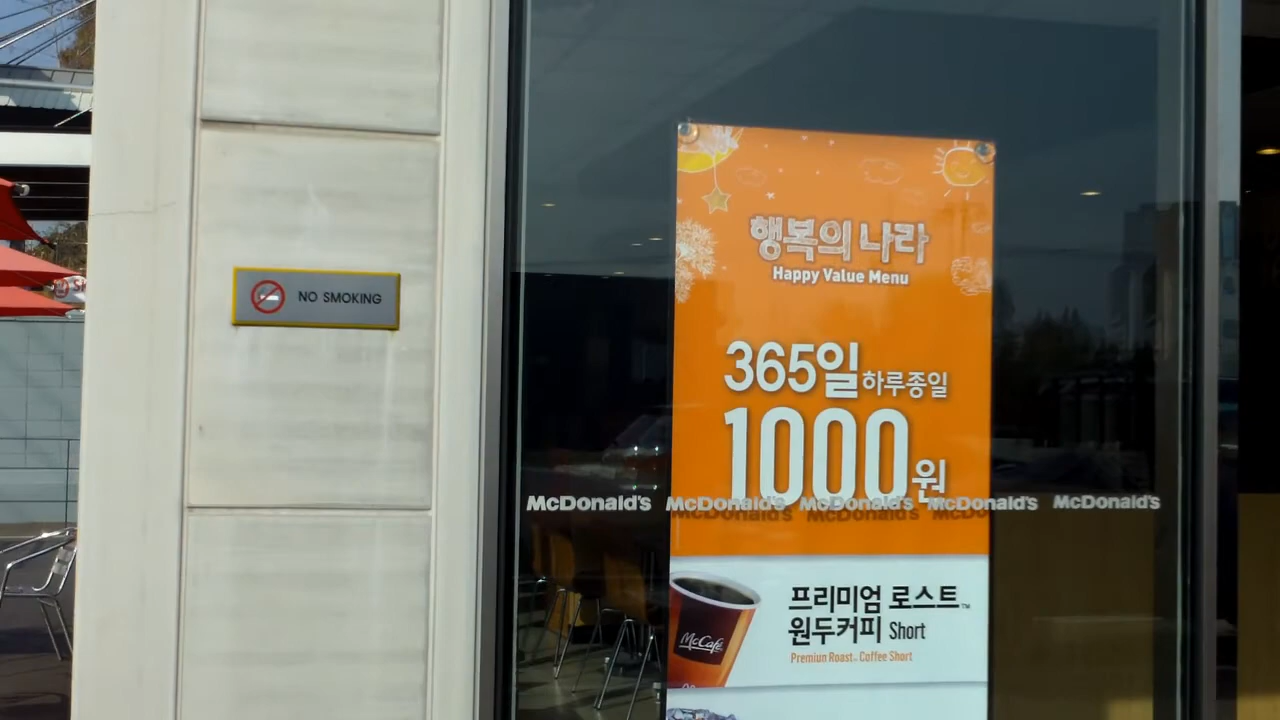 NO SMOKING
행복의 나라
Happy Value Menu
365일 하루종일
1000원
McDonald's McDonald's McDonald's McDonald's McDonald's
McCafé
프리미엄 로스트™
원두커피 Short
Premiun Roast™ Coffee Short